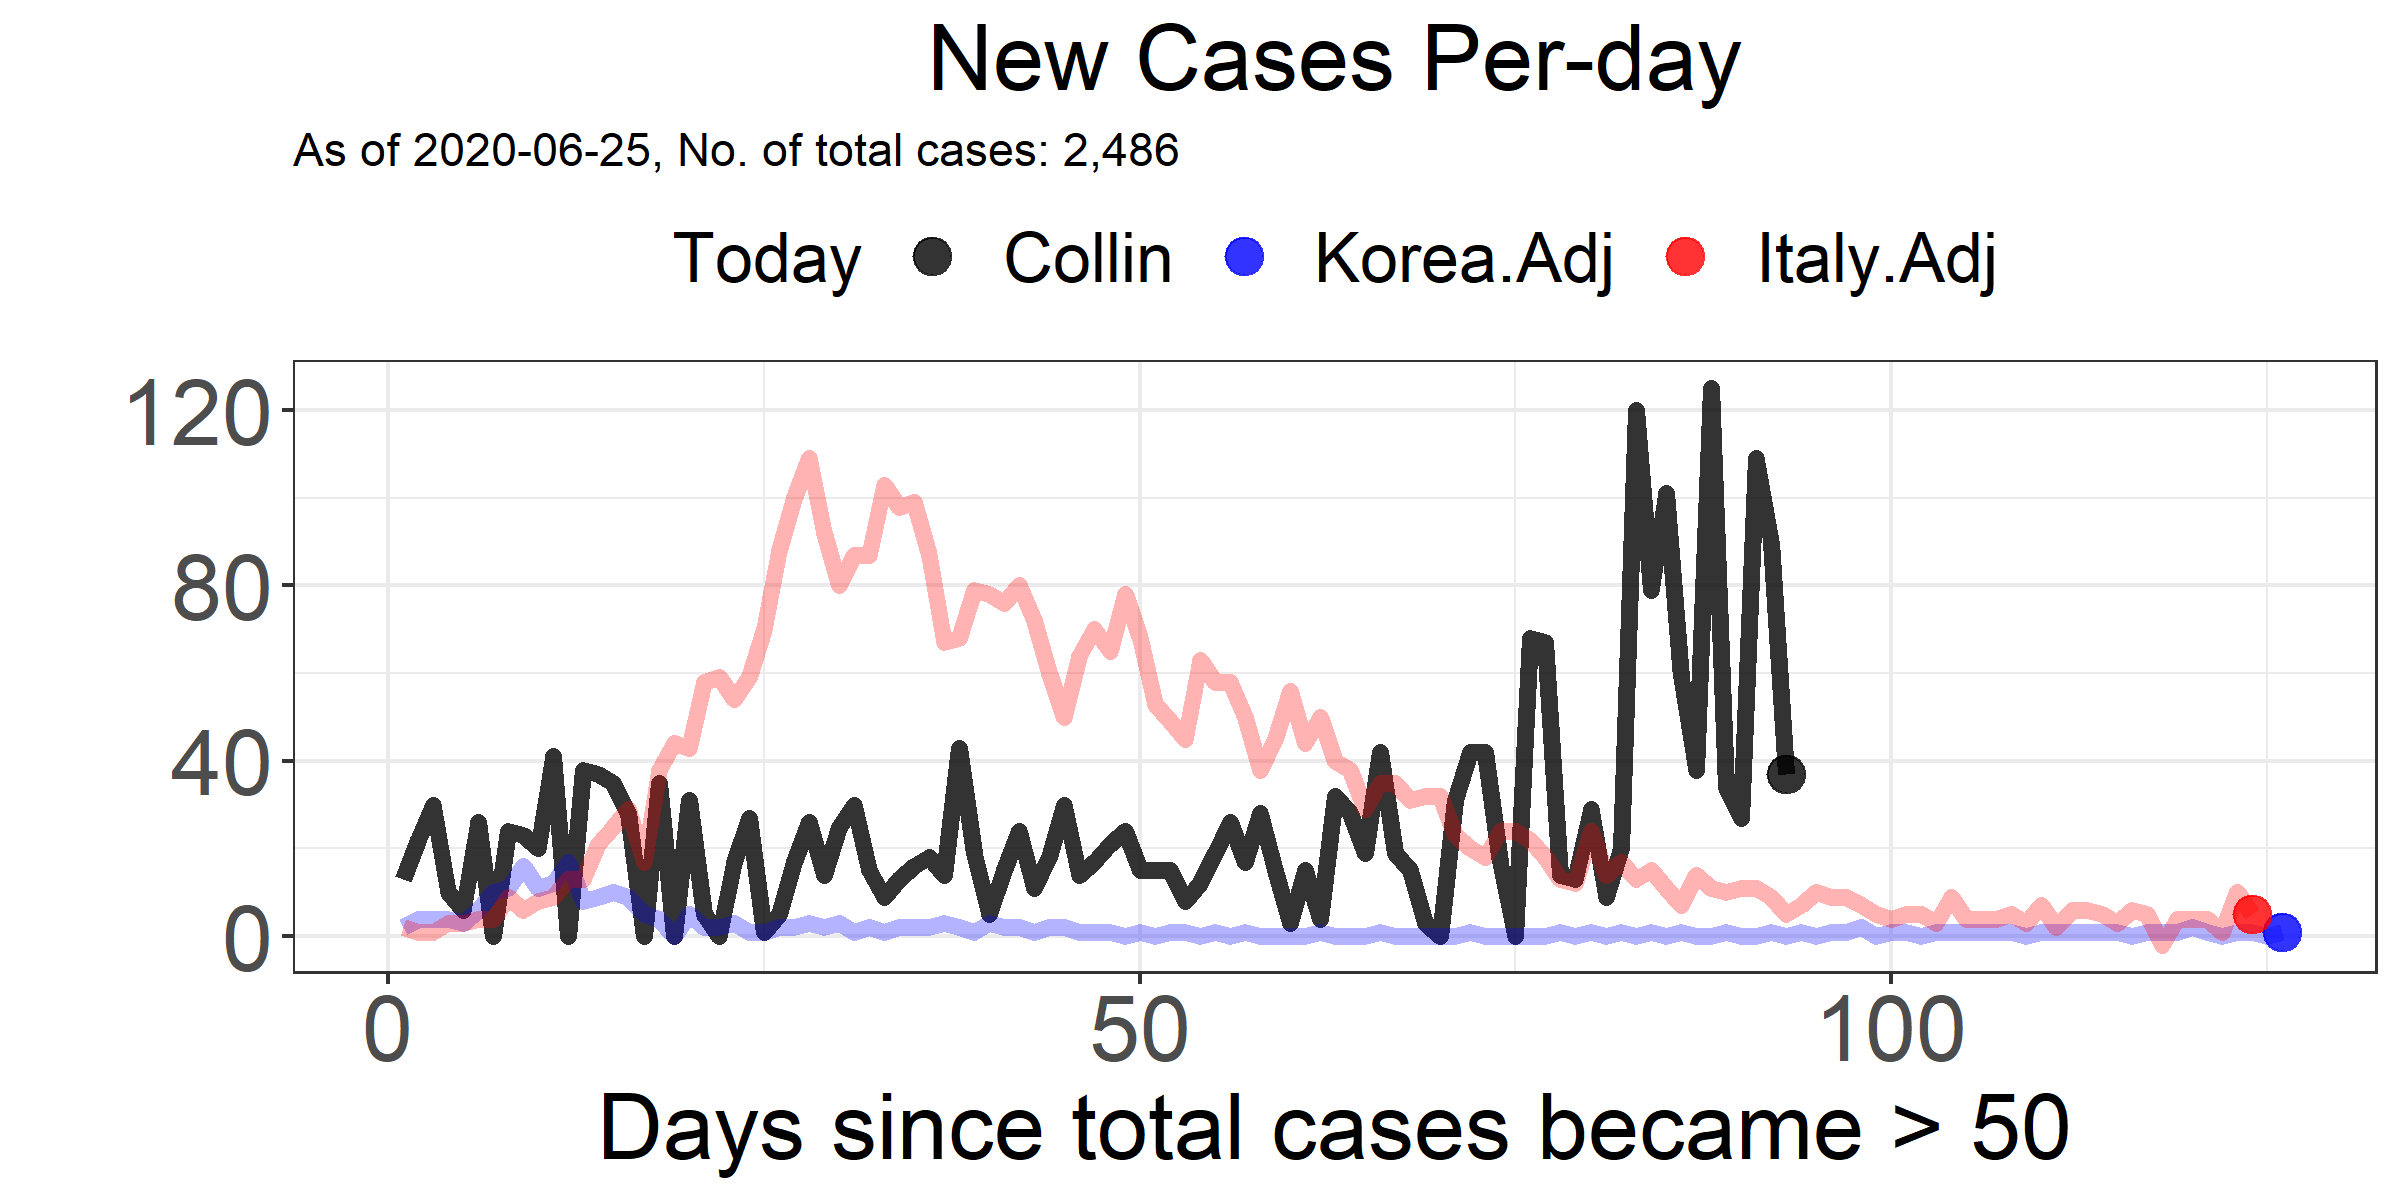 New Cases Per-day
As of 2020-06-25, No. of total cases: 2,486
Today Collin Korea.Adj Italy.Adj
120
80
40
0
0 50 100
Days since total cases became > 50